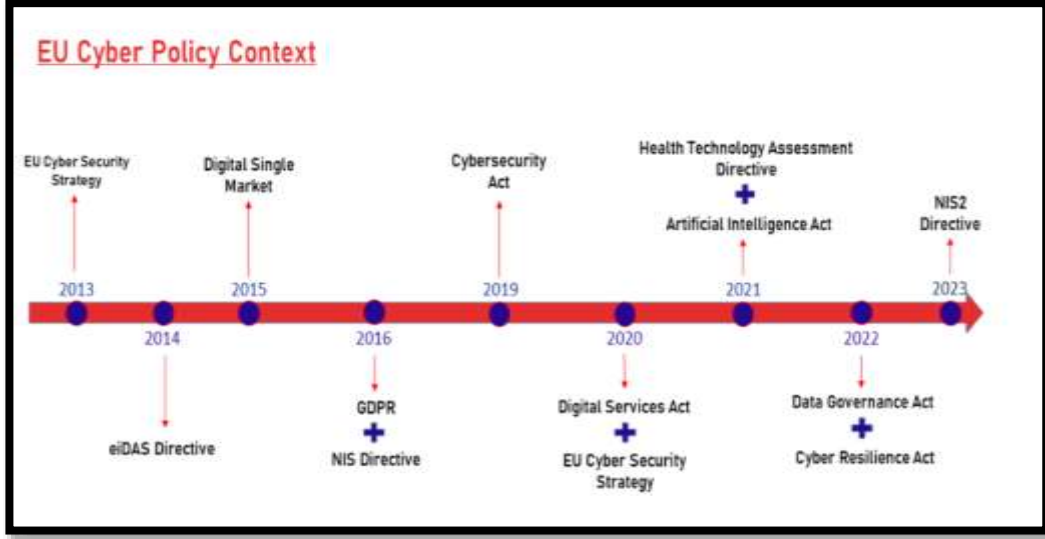 EU Cyber Policy Context
EU Cyber Security
Strategy
Digital Single
Market
Cybersecurity
Act
Health Technology Assessment
Directive
+
Artificial Intelligence Act
NIS2
Directive
2013
2015
2019
2021
2023
2014
2016
2020
2022
eiDAS Directive
GDPR
+
NIS Directive
Digital Services Act
+
EU Cyber Security
Strategy
Data Governance Act
+
Cyber Resilience Act